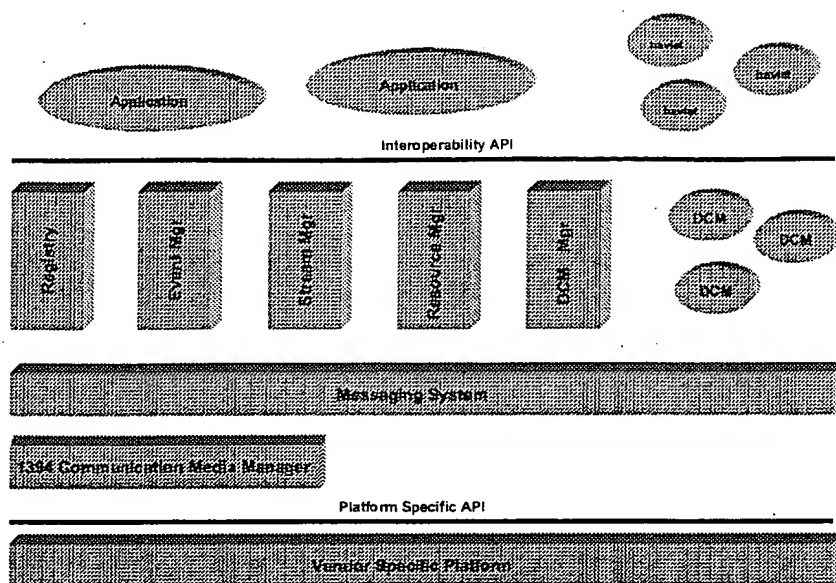 havlet
Application
Application
havlet
havlet
Interoperability API
Registry
Event Mgr
Stream Mgr
Resource Mgr
DCM Mgr
DCM
DCM
DCM
Messaging System
1394 Communication Media Manager
Platform Specific API
Vendor Specific Platform